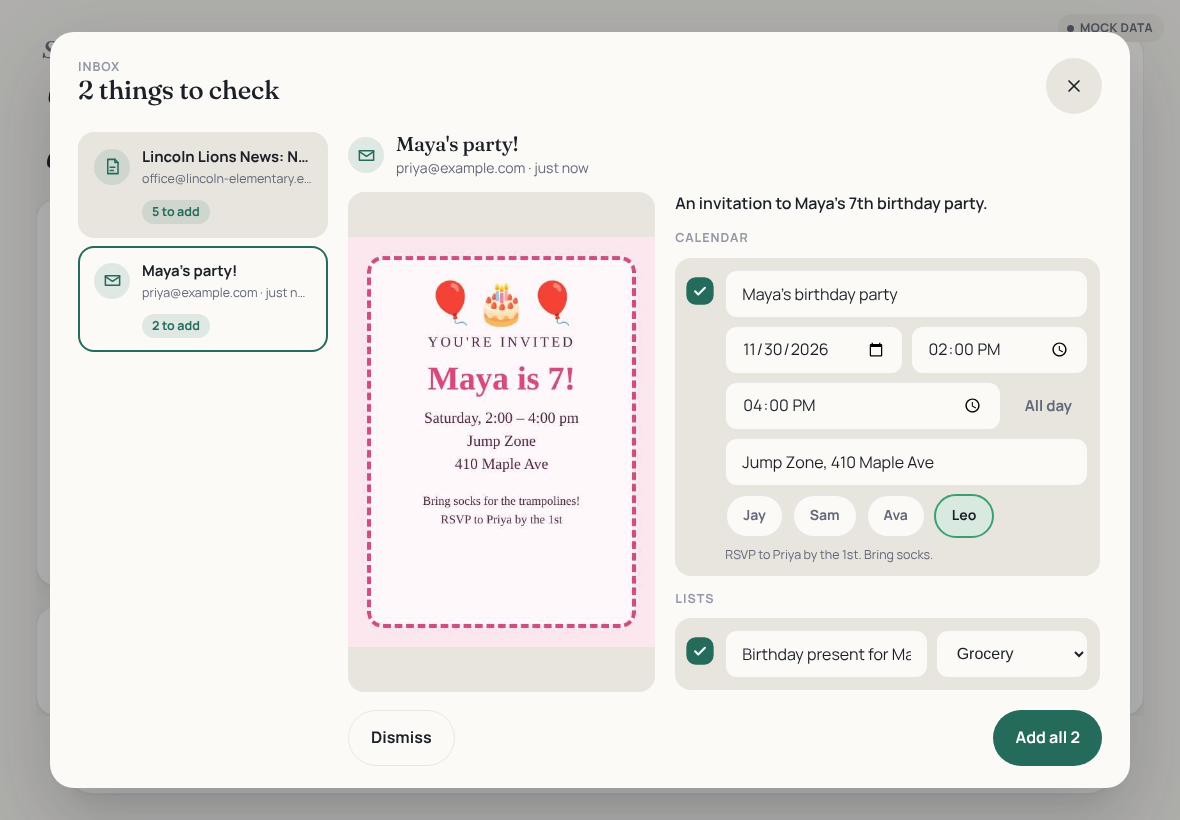 MOCK DATA
INBOX
2 things to check
Lincoln Lions News: N...
office@lincoln-elementary.e...
5 to add
Maya's party!
priya@example.com · just n...
2 to add
Maya's party!
priya@example.com · just now
YOU'RE INVITED
Maya is 7!
Saturday, 2:00 – 4:00 pm
Jump Zone
410 Maple Ave
Bring socks for the trampolines!
RSVP to Priya by the 1st
An invitation to Maya's 7th birthday party.
CALENDAR
Maya's birthday party
11/30/2026
02:00 PM
04:00 PM
All day
Jump Zone, 410 Maple Ave
Jay
Sam
Ava
Leo
RSVP to Priya by the 1st. Bring socks.
LISTS
Birthday present for Ma
Grocery
Dismiss
Add all 2